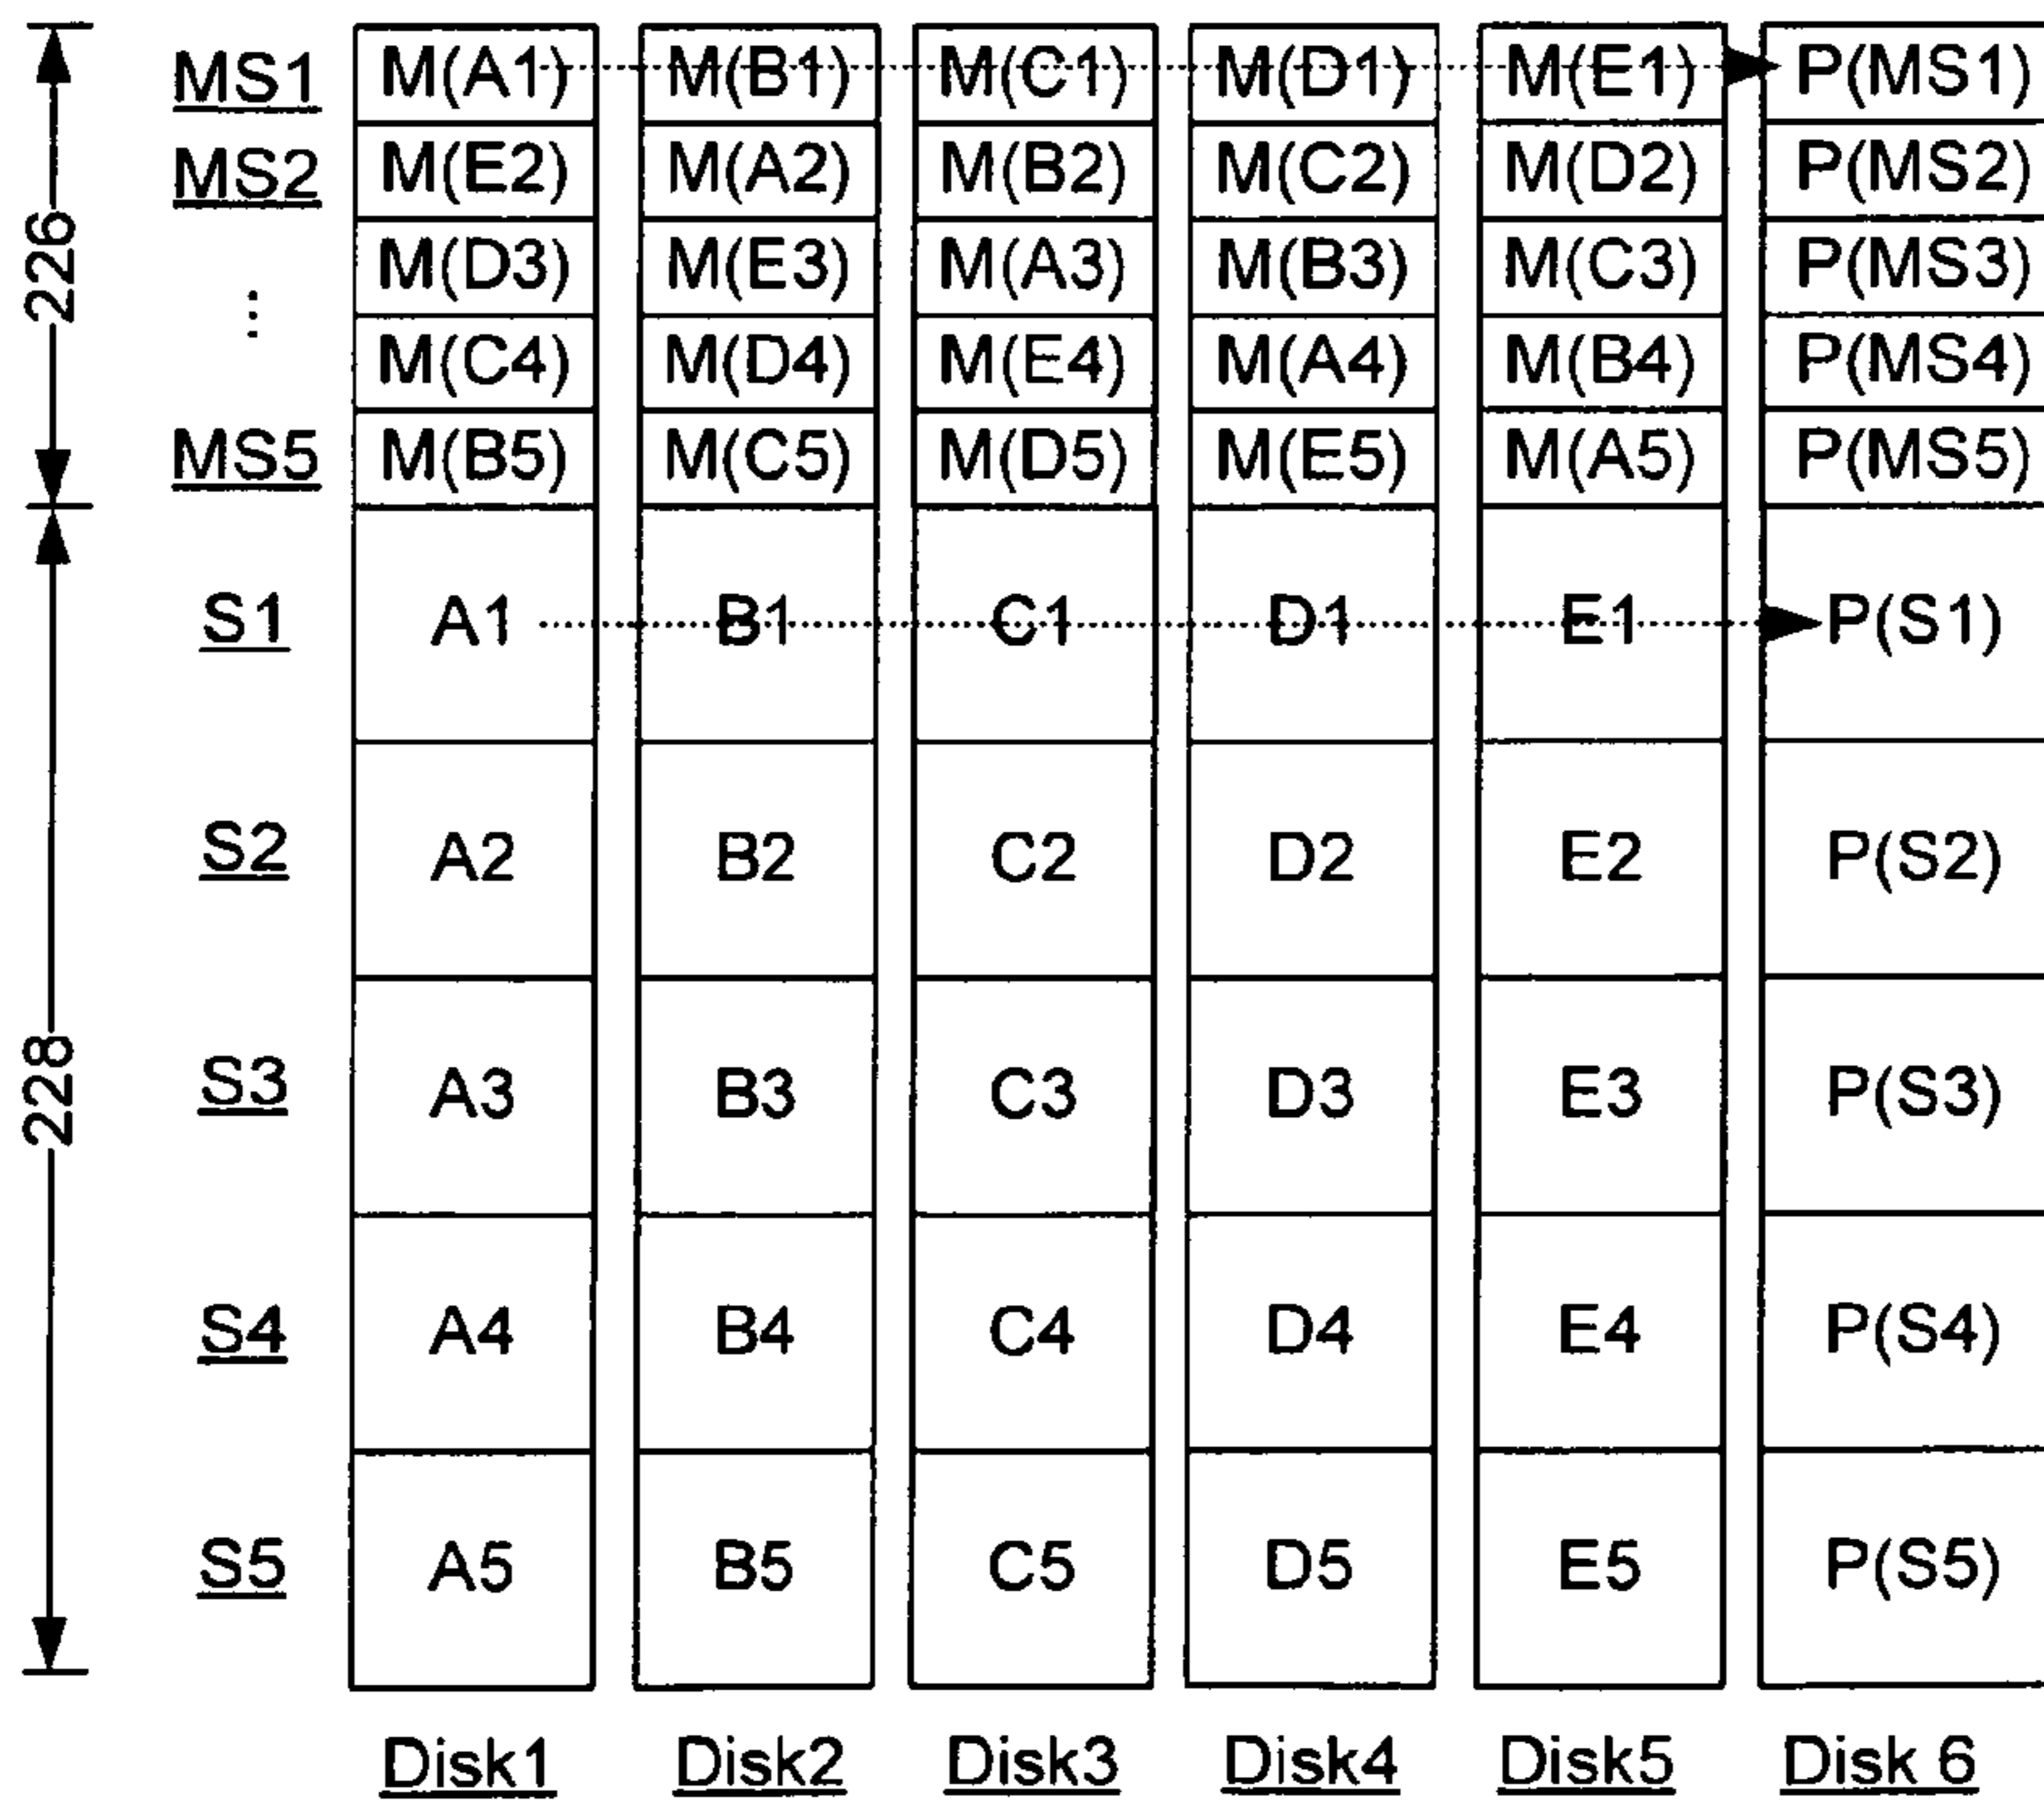 MS1 M(A1) M(B1) M(C1) M(D1) M(E1) P(MS1)
MS2 M(E2) M(A2) M(B2) M(C2) M(D2) P(MS2)
226 ⋮ M(D3) M(E3) M(A3) M(B3) M(C3) P(MS3)
M(C4) M(D4) M(E4) M(A4) M(B4) P(MS4)
MS5 M(B5) M(C5) M(D5) M(E5) M(A5) P(MS5)
S1 A1 B1 C1 D1 E1 P(S1)
S2 A2 B2 C2 D2 E2 P(S2)
228 S3 A3 B3 C3 D3 E3 P(S3)
S4 A4 B4 C4 D4 E4 P(S4)
S5 A5 B5 C5 D5 E5 P(S5)
Disk1 Disk2 Disk3 Disk4 Disk5 Disk 6